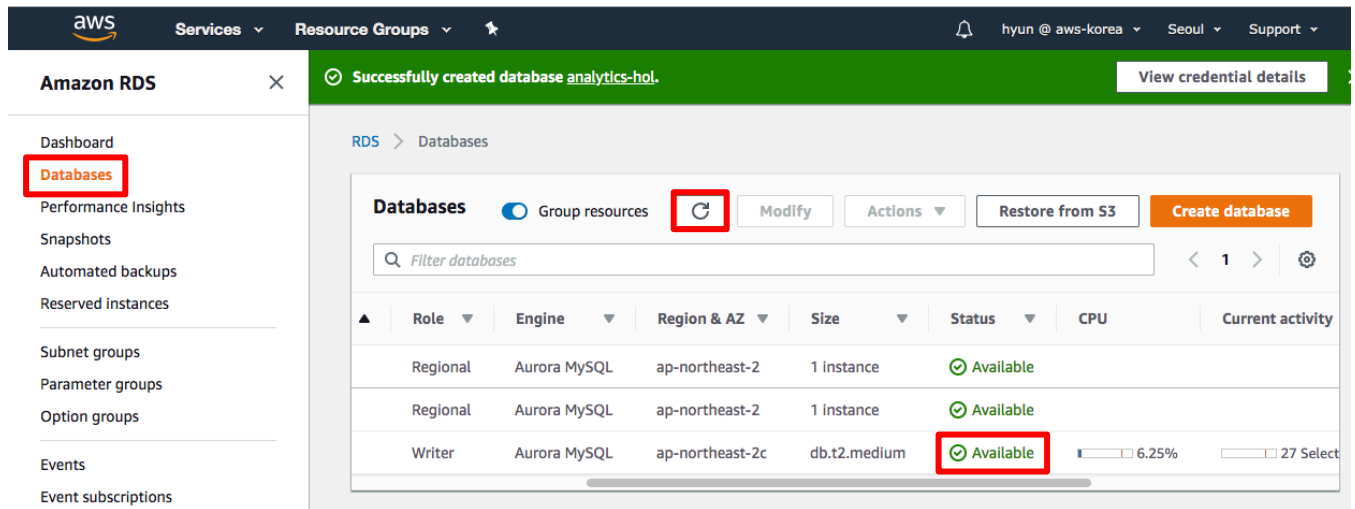 aws Services Resource Groups hyun @ aws-korea Seoul Support
Amazon RDS
Successfully created database analytics-hol. View credential details
Dashboard
Databases
Performance Insights
Snapshots
Automated backups
Reserved instances
Subnet groups
Parameter groups
Option groups
Events
Event subscriptions
RDS > Databases
Databases Group resources Modify Actions Restore from S3 Create database
Filter databases 1
Role Engine Region & AZ Size Status CPU Current activity
Regional Aurora MySQL ap-northeast-2 1 instance Available
Regional Aurora MySQL ap-northeast-2 1 instance Available
Writer Aurora MySQL ap-northeast-2c db.t2.medium Available 6.25% 27 Select